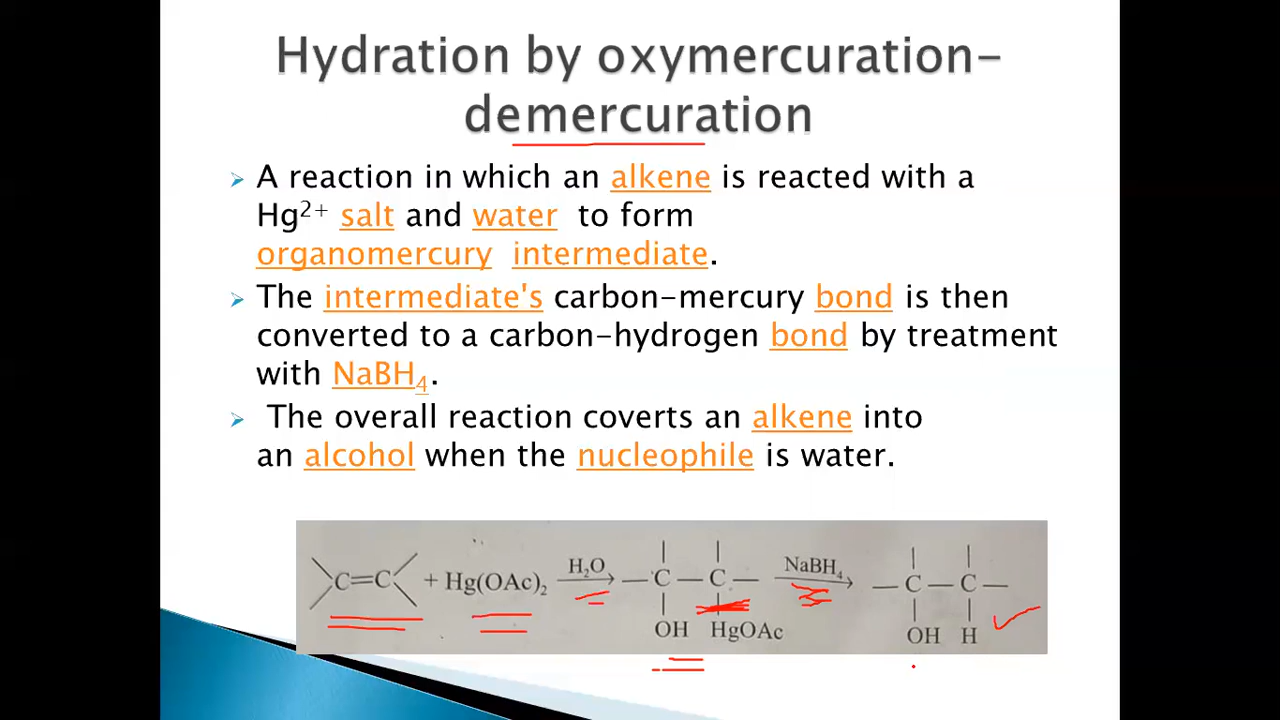 Hydration by oxymercuration-
demercuration
A reaction in which an alkene is reacted with a
Hg²⁺ salt and water to form
organomercury intermediate.
The intermediate's carbon-mercury bond is then
converted to a carbon-hydrogen bond by treatment
with NaBH₄.
The overall reaction coverts an alkene into
an alcohol when the nucleophile is water.
C=C + Hg(OAc)₂ H₂O — C — C — NaBH₄ — C — C —
OH HgOAc OH H